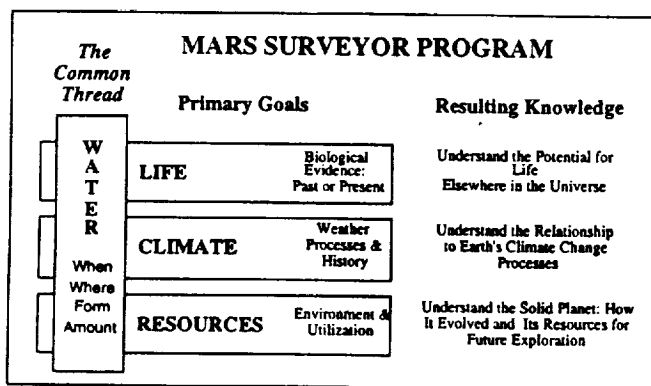 The
Common
Thread
MARS SURVEYOR PROGRAM
Primary Goals
Resulting Knowledge
WATER
When
Where
Form
Amount
LIFE
Biological
Evidence:
Past or Present
Understand the Potential for
Life
Elsewhere in the Universe
CLIMATE
Weather
Processes &
History
Understand the Relationship
to Earth's Climate Change
Processes
RESOURCES
Environment &
Utilization
Understand the Solid Planet: How
It Evolved and Its Resources for
Future Exploration